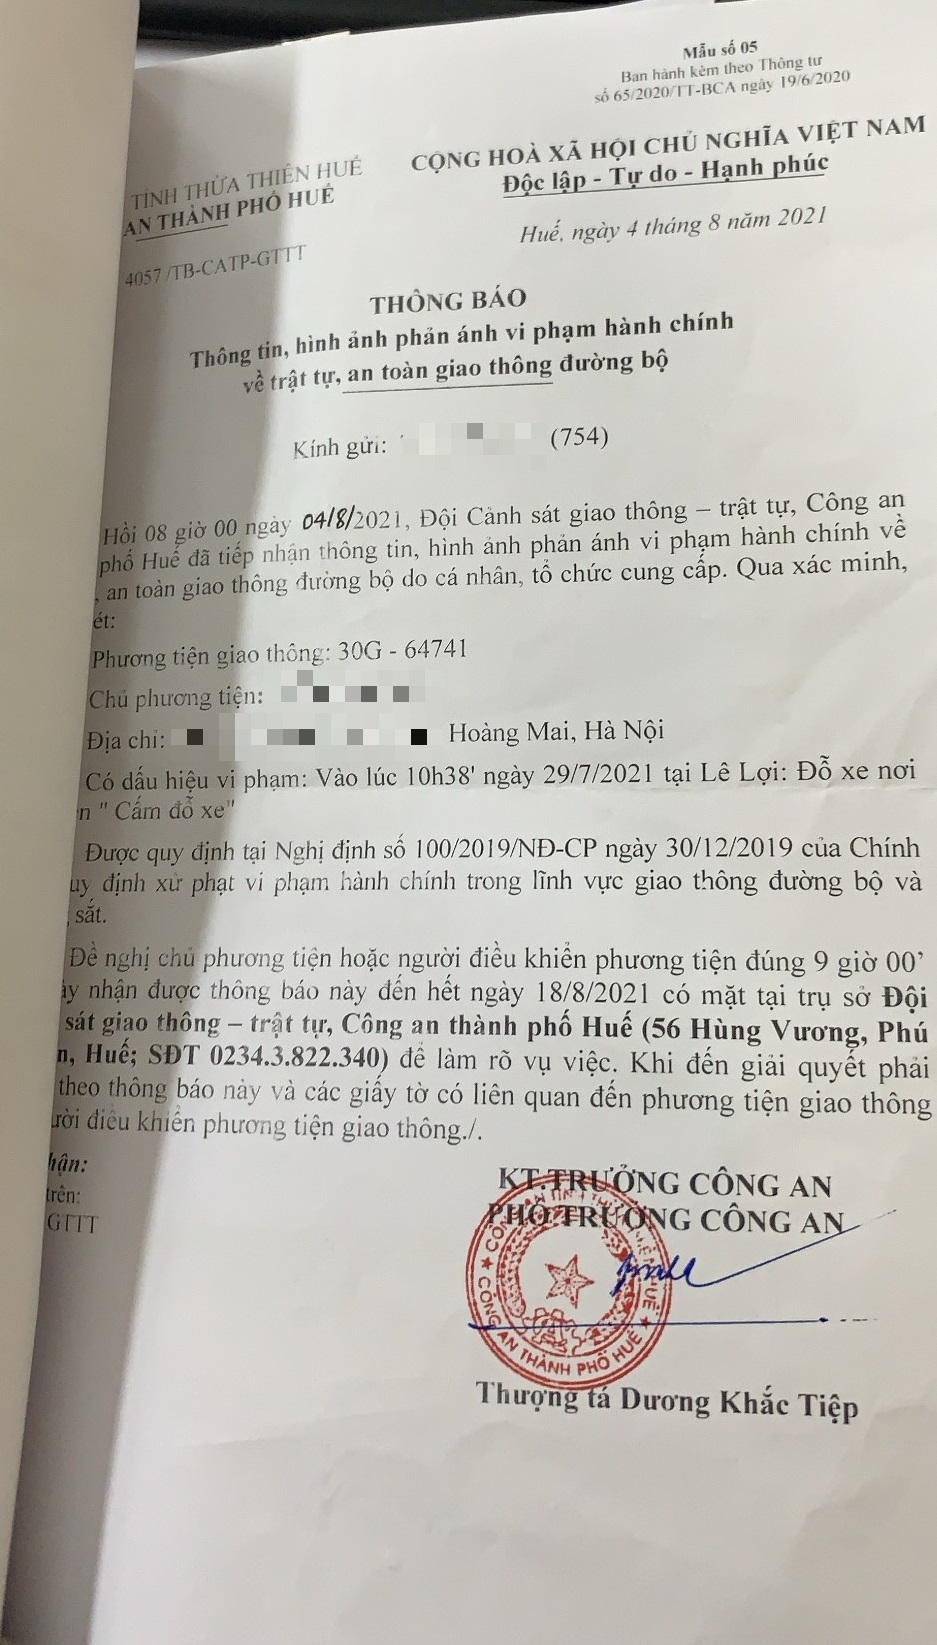 Mẫu số 05
Ban hành kèm theo Thông tư
số 65/2020/TT-BCA ngày 19/6/2020
TỈNH THỪA THIÊN HUẾ
AN THÀNH PHỐ HUẾ
4057/TB-CATP-GTTT
CỘNG HOÀ XÃ HỘI CHỦ NGHĨA VIỆT NAM
Độc lập - Tự do - Hạnh phúc
Huế, ngày 4 tháng 8 năm 2021
THÔNG BÁO
Thông tin, hình ảnh phản ánh vi phạm hành chính
về trật tự, an toàn giao thông đường bộ
Kính gửi: (754)
Hồi 08 giờ 00 ngày 04/8/2021, Đội Cảnh sát giao thông – trật tự, Công an
phố Huế đã tiếp nhận thông tin, hình ảnh phản ánh vi phạm hành chính về
, an toàn giao thông đường bộ do cá nhân, tổ chức cung cấp. Qua xác minh,
ét:
Phương tiện giao thông: 30G - 64741
Chủ phương tiện:
Địa chỉ: Hoàng Mai, Hà Nội
Có dấu hiệu vi phạm: Vào lúc 10h38' ngày 29/7/2021 tại Lê Lợi: Đỗ xe nơi
n " Cấm đỗ xe"
Được quy định tại Nghị định số 100/2019/NĐ-CP ngày 30/12/2019 của Chính
uy định xử phạt vi phạm hành chính trong lĩnh vực giao thông đường bộ và
sắt.
Đề nghị chủ phương tiện hoặc người điều khiển phương tiện đúng 9 giờ 00’
ày nhận được thông báo này đến hết ngày 18/8/2021 có mặt tại trụ sở Đội
sát giao thông – trật tự, Công an thành phố Huế (56 Hùng Vương, Phú
n, Huế; SĐT 0234.3.822.340) để làm rõ vụ việc. Khi đến giải quyết phải
theo thông báo này và các giấy tờ có liên quan đến phương tiện giao thông
ười điều khiển phương tiện giao thông./.
hận:
trên:
GTTT
KT.TRƯỞNG CÔNG AN
PHÓ TRƯỞNG CÔNG AN
CÔNG AN TỈNH THỪA THIÊN HUẾ
CÔNG AN THÀNH PHỐ HUẾ
Thượng tá Dương Khắc Tiệp